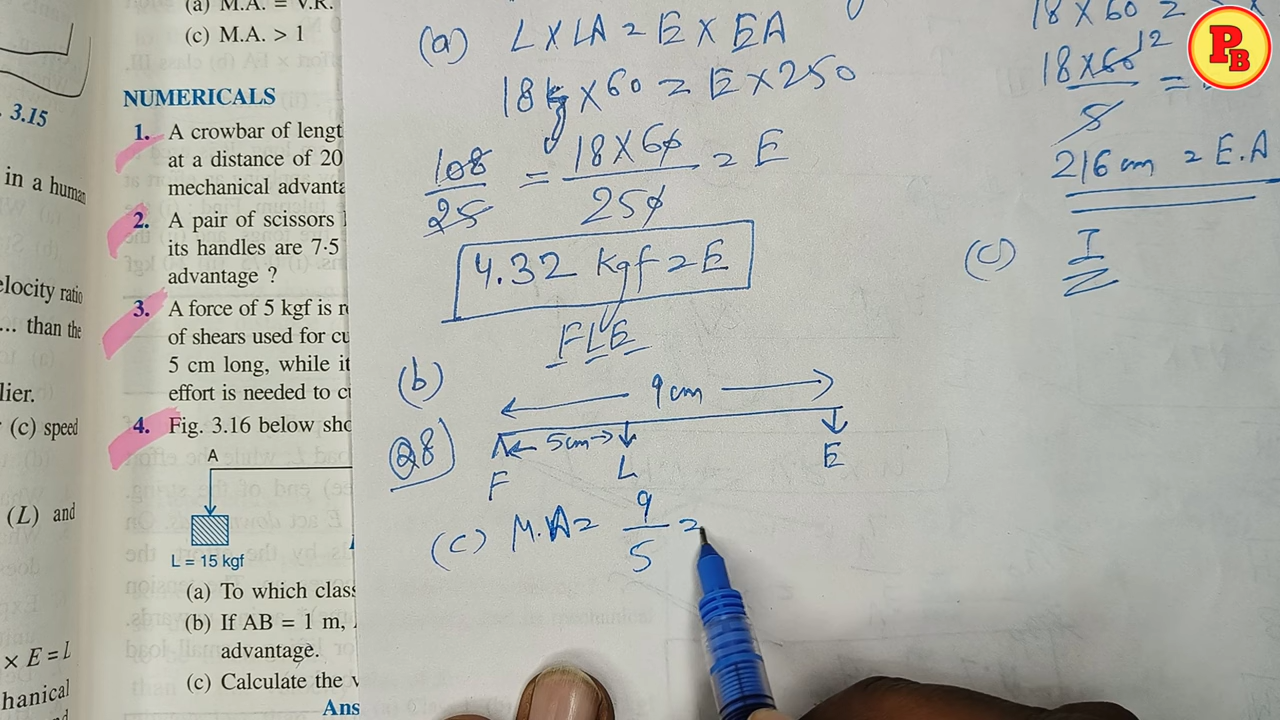 (a) M.A. = V.R.
(c) M.A. > 1
3.15
in a human
elocity ratio
... than the
lier.
(c) speed
(L) and
× E = L
hanical
NUMERICALS
1. A crowbar of lengt
at a distance of 20
mechanical advanta
2. A pair of scissors
its handles are 7·5
advantage ?
3. A force of 5 kgf is
of shears used for cu
5 cm long, while it
effort is needed to c
4. Fig. 3.16 below sho
A
L = 15 kgf
(a) To which class
(b) If AB = 1 m,
advantage.
(c) Calculate the
Ans
(a) L × LA = E × EA
18 kg × 60 = E × 250
108/25 = 18 × 60/250 = E
4.32 kgf = E
FLE
(b)
9 cm
Q8
5 cm
F L E
(c) M.A = 9/5 =
18 × 60 =
18 × 60 12/5 =
216 cm = E.A
(c) I
PB